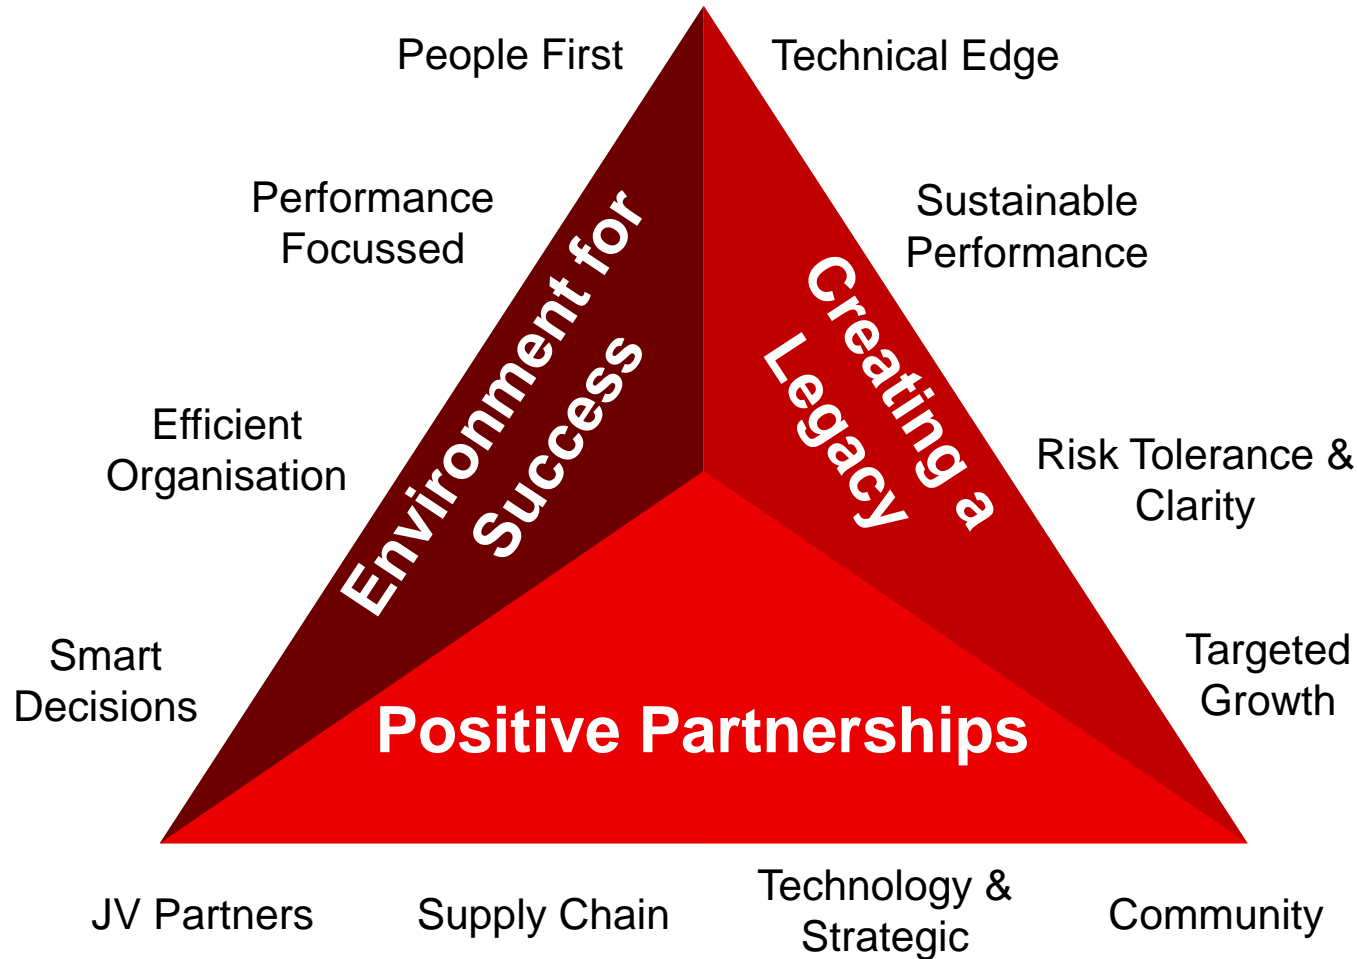 People First
Technical Edge
Performance
Focussed
Sustainable
Performance
Environment for
Success
Creating a
Legacy
Efficient
Organisation
Risk Tolerance &
Clarity
Smart
Decisions
Targeted
Growth
Positive Partnerships
JV Partners
Supply Chain
Technology &
Strategic
Community